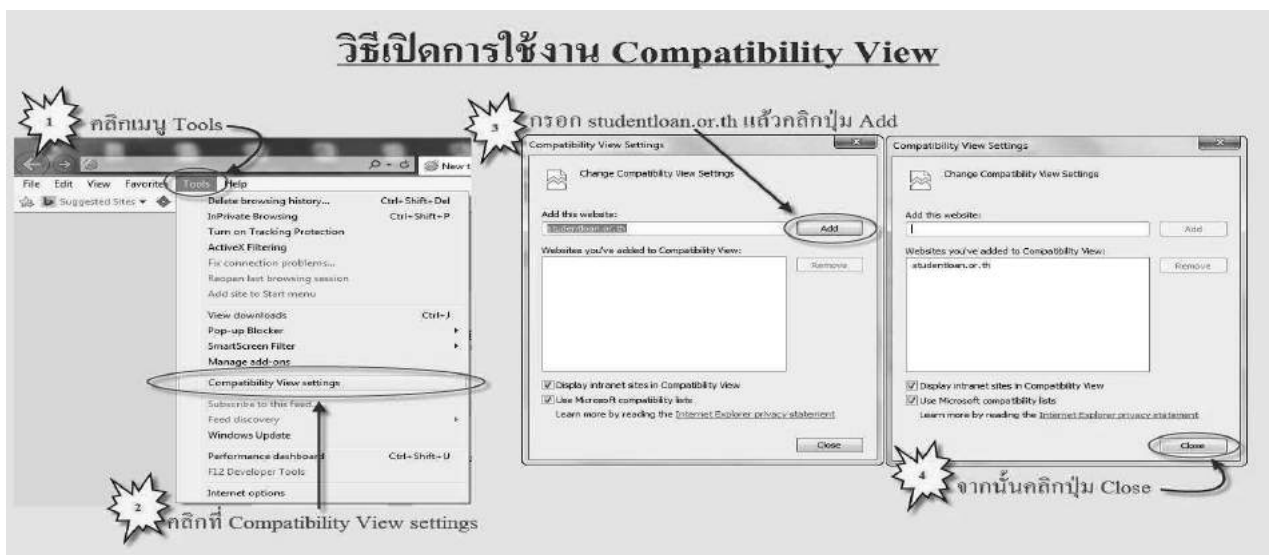 วิธีเปิดการใช้งาน Compatibility View
1 คลิกเมนู Tools
File Edit View Favorites Tools Help
Suggested Sites
New t
Delete browsing history... Ctrl+Shift+Del
InPrivate Browsing Ctrl+Shift+P
Turn on Tracking Protection
ActiveX Filtering
Fix connection problems...
Reopen last browsing session
Add site to Start menu
View downloads Ctrl+J
Pop-up Blocker
SmartScreen Filter
Manage add-ons
Compatibility View settings
Subscribe to this feed...
Feed discovery
Windows Update
Performance dashboard Ctrl+Shift+U
F12 Developer Tools
Internet options
2 คลิกที่ Compatibility View settings
3 กรอก studentloan.or.th แล้วคลิกปุ่ม Add
Compatibility View Settings
Change Compatibility View Settings
Add this website:
studentloan.or.th Add
Websites you've added to Compatibility View:
Remove
Display intranet sites in Compatibility View
Use Microsoft compatibility lists
Learn more by reading the Internet Explorer privacy statement
Close
Compatibility View Settings
Change Compatibility View Settings
Add this website:
Add
Websites you've added to Compatibility View:
studentloan.or.th Remove
Display intranet sites in Compatibility View
Use Microsoft compatibility lists
Learn more by reading the Internet Explorer privacy statement
Close
4 จากนั้นคลิกปุ่ม Close